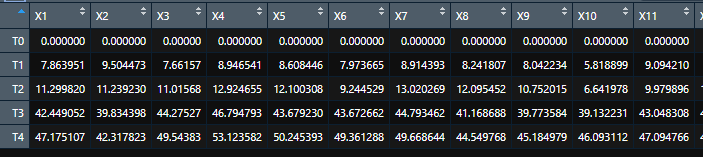 X1 X2 X3 X4 X5 X6 X7 X8 X9 X10 X11
T0 0.000000 0.000000 0.00000 0.000000 0.000000 0.000000 0.000000 0.000000 0.000000 0.000000 0.000000
T1 7.863951 9.504473 7.66157 8.946541 8.608446 7.973665 8.914393 8.241807 8.042234 5.818899 9.094210
T2 11.299820 11.239230 11.01568 12.924655 12.100308 9.244529 13.020269 12.095452 10.752015 6.641978 9.979896
T3 42.449052 39.834398 44.27527 46.794793 43.679230 43.672662 44.793462 41.168688 39.773584 39.132231 43.048308
T4 47.175107 42.317823 49.54383 53.123582 50.245393 49.361288 49.668644 44.549768 45.184979 46.093112 47.094766